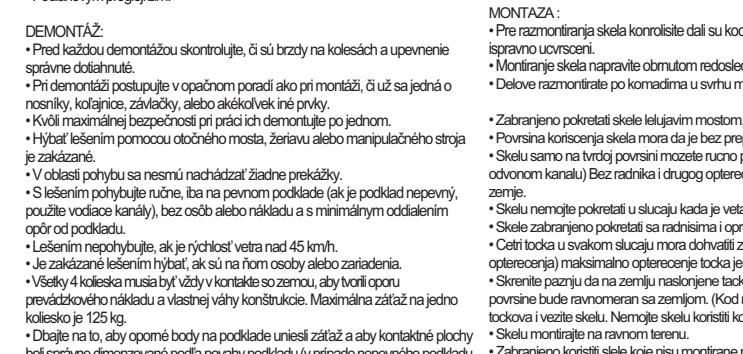 DEMONTÁŽ:
• Pred každou demontážou skontrolujte, či sú brzdy na kolesách a upevnenie
správne dotiahnuté.
• Pri demontáži postupujte v opačnom poradí ako pri montáži, či už sa jedná o
nosníky, koľajnice, závlačky, alebo akékoľvek iné prvky.
• Kvôli maximálnej bezpečnosti pri práci ich demontujte po jednom.
• Hýbať lešením pomocou otočného mosta, žeriavu alebo manipulačného stroja
je zakázané.
• V oblasti pohybu sa nesmú nachádzať žiadne prekážky.
• S lešením pohybujte ručne, iba na pevnom podklade (ak je podklad nepevný,
použite vodiace kanály), bez osôb alebo nákladu a s minimálnym oddialením
opôr od podkladu.
• Lešením nepohybujte, ak je rýchlosť vetra nad 45 km/h.
• Je zakázané lešením hýbať, ak sú na ňom osoby alebo zariadenia.
• Všetky 4 kolieska musia byť vždy v kontakte so zemou, aby tvorili oporu
prevádzkového nákladu a vlastnej váhy konštrukcie. Maximálna záťaž na jedno
koliesko je 125 kg.
• Dbajte na to, aby oporné body na podklade uniesli záťaž a aby kontaktné plochy
boli správne dimenzované podľa povahy podkladu (v prípade nepevného podkladu
MONTAZA :
• Pre razmontiranja skela konrolisite dali su koc
ispravno ucvrsceni.
• Montiranje skela napravite obrnutom redosle
• Delove razmontirate po komadima u svrhu m
• Zabranjeno pokretati skele lelujavim mostom,
• Povrsina koriscenja skela mora da je bez pre
• Skelu samo na tvrdoj povrsini mozete rucno p
odvonom kanalu) Bez radnika i drugog optere
zemje.
• Skelu nemojte pokretati u slucaju kada je veta
• Skele zabranjeno pokretati sa radnisima i opr
• Cetri tocka u svakom slucaju mora dohvatiti z
opterecenja) maksimalno opterecenje tocka je
• Skrenite paznju da na zemlju naslonjene tack
povrsine bude ravnomeran sa zemljom. (Kod
tockova i vezite skelu. Nemojte skelu koristiti ko
• Skelu montirajte na ravnom terenu.
• Zabranjeno koristiti slele koje nisu montirane